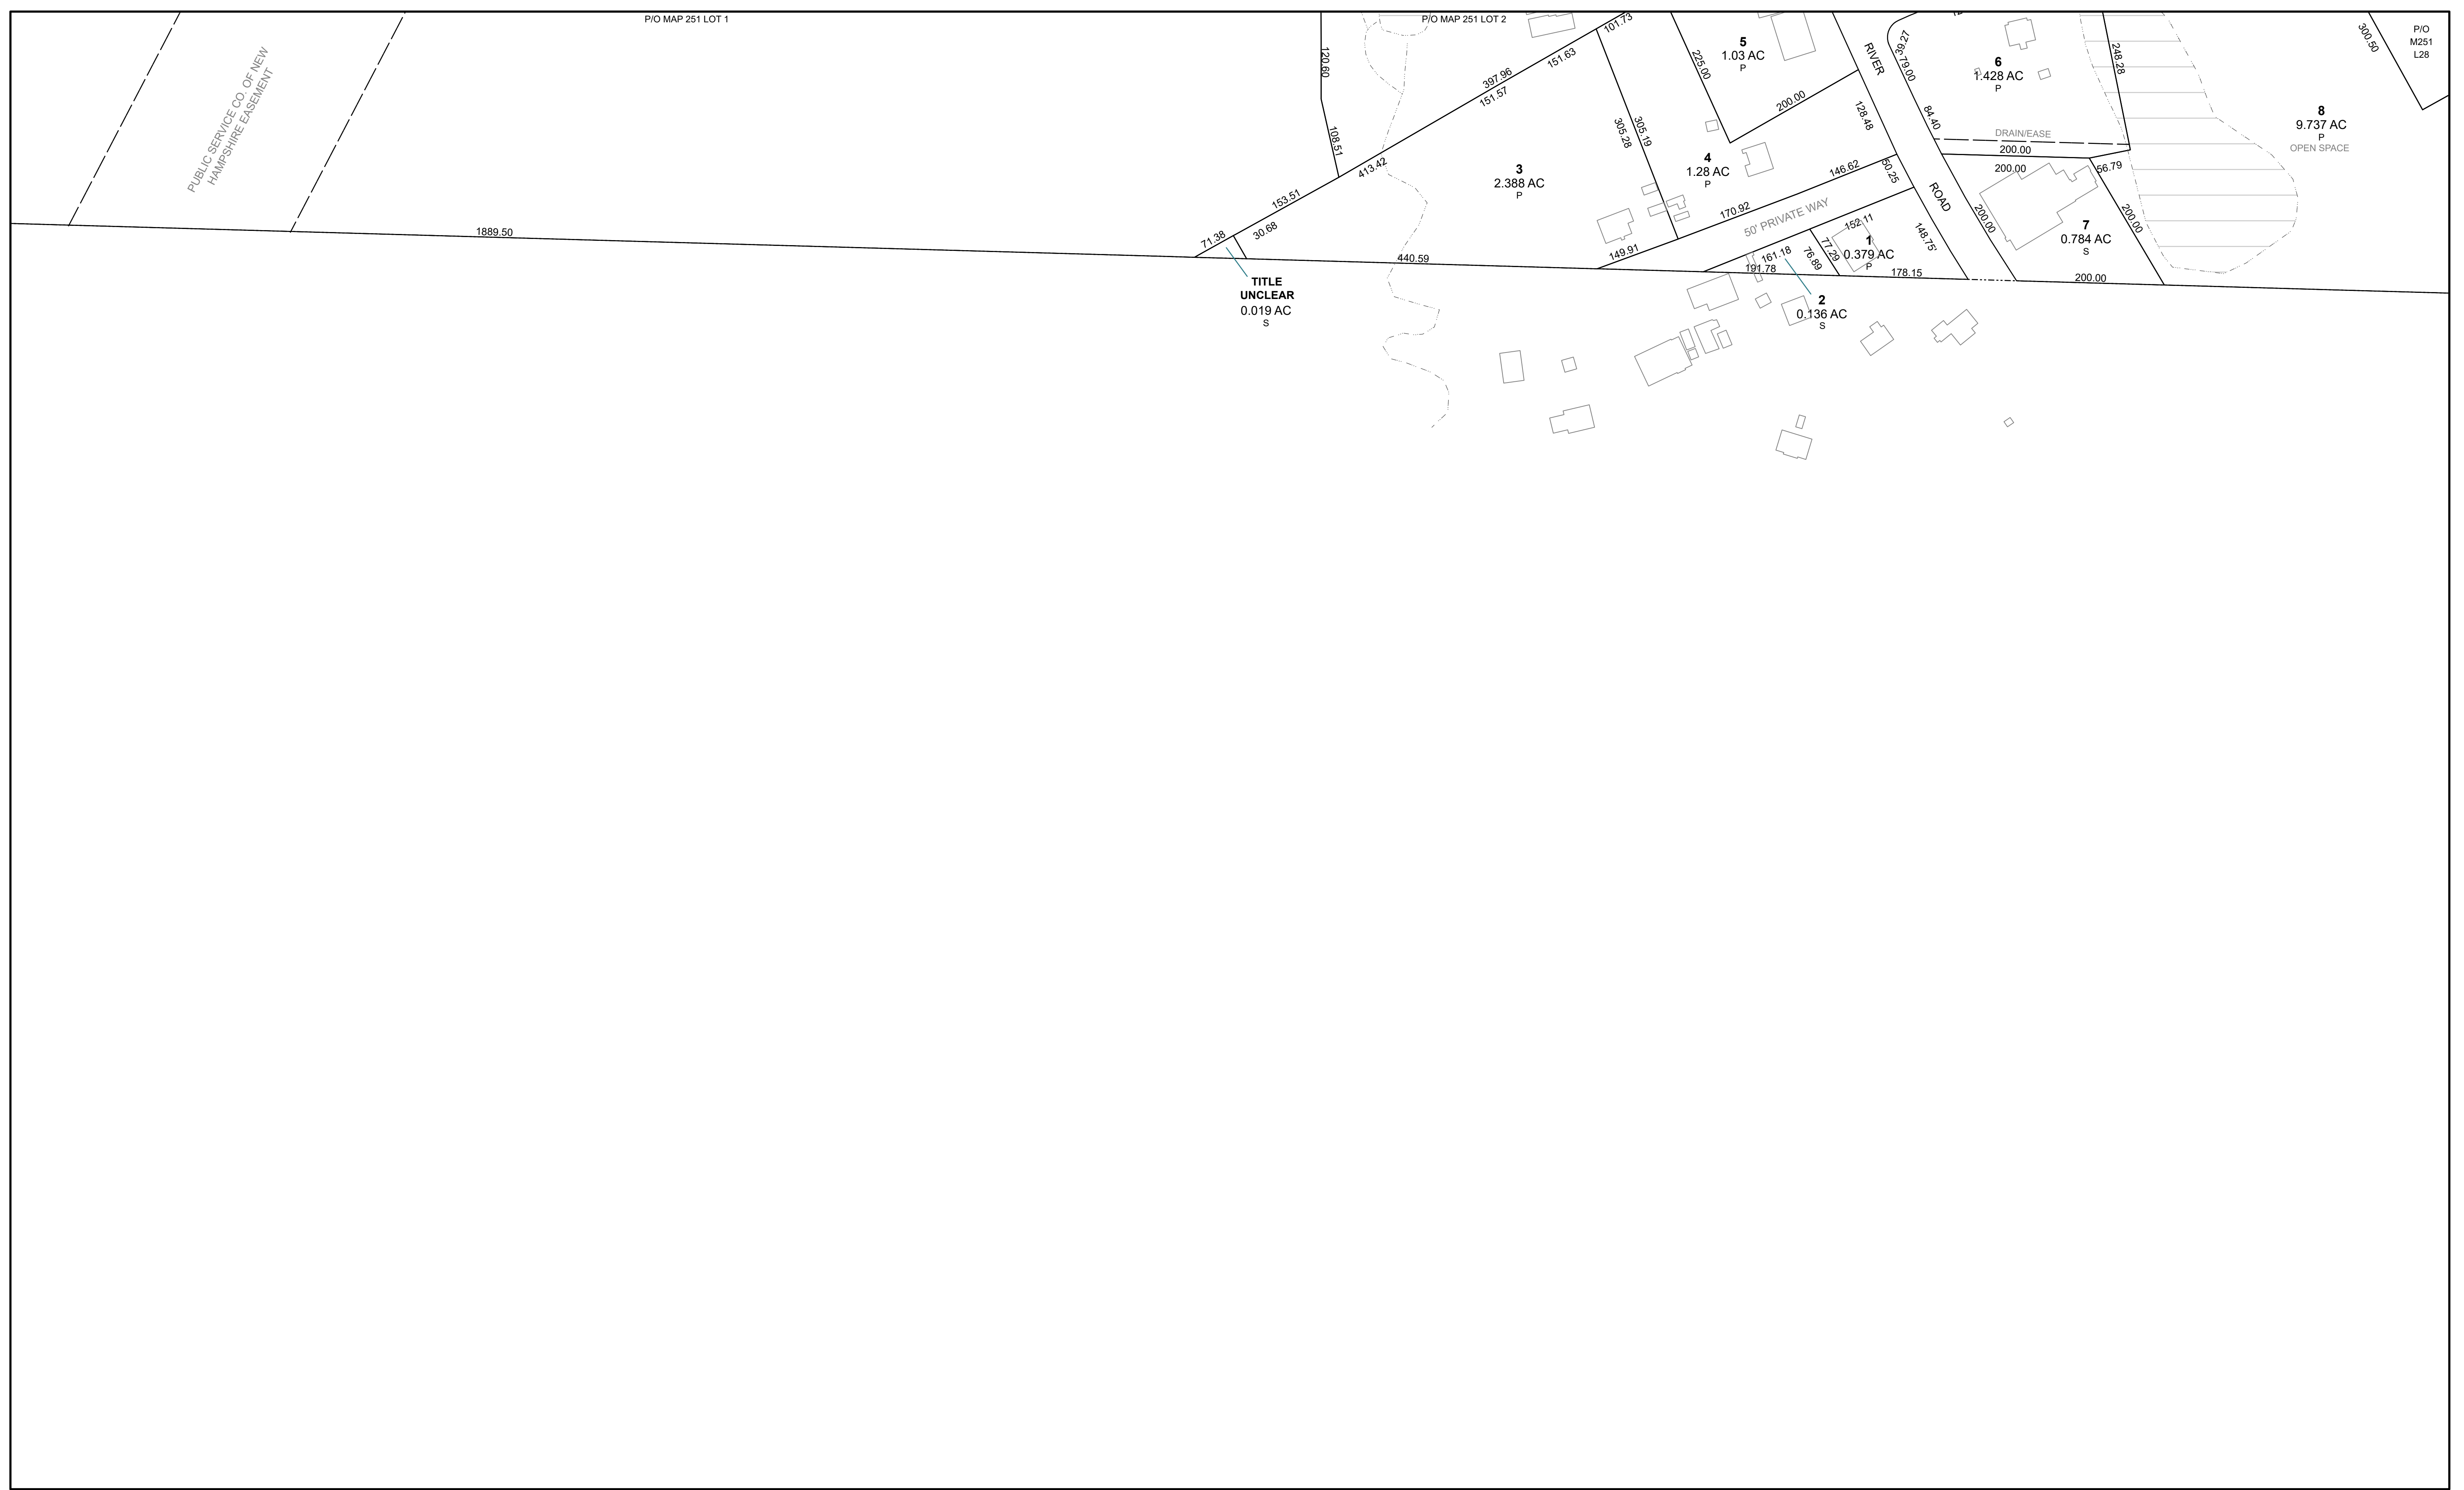 P/O MAP 251 LOT 1
P/O MAP 251 LOT 2
PUBLIC SERVICE CO. OF NEW
HAMPSHIRE EASEMENT
1889.50
120.60
108.51
71.38
153.51
30.68
413.42
397.96
151.57
151.63
101.73
TITLE
UNCLEAR
0.019 AC
S
440.59
3
2.388 AC
P
305.28
305.19
149.91
4
1.28 AC
P
170.92
146.62
50' PRIVATE WAY
5
1.03 AC
P
225.00
200.00
RIVER
ROAD
128.48
50.25
148.75'
152.11
1
0.379 AC
P
77.29
76.89
161.18
191.78
178.15
2
0.136 AC
S
39.27
79.00
84.40
6
1.428 AC
P
248.28
DRAIN/EASE
200.00
200.00
56.79
200.00
7
0.784 AC
S
200.00
200.00
8
9.737 AC
P
OPEN SPACE
300.50
P/O
M251
L28